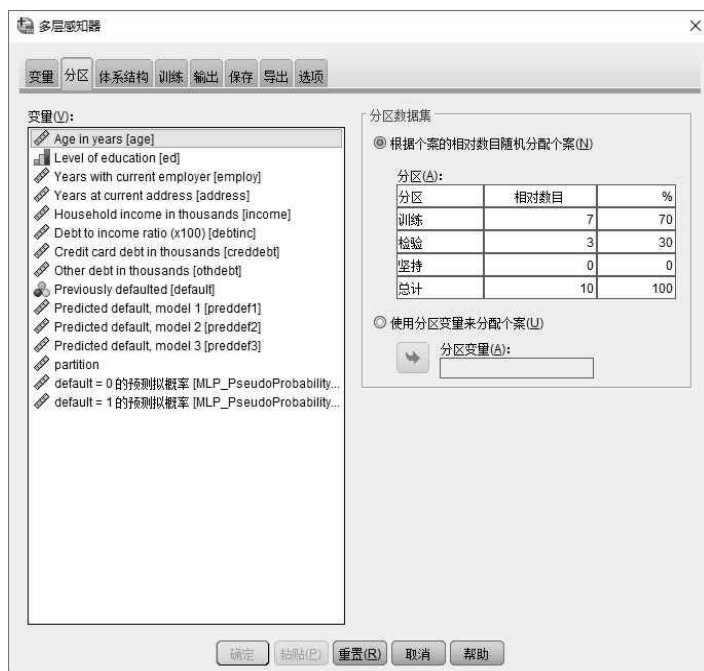 多层感知器
变量 分区 体系结构 训练 输出 保存 导出 选项
变量(V):
Age in years [age]
Level of education [ed]
Years with current employer [employ]
Years at current address [address]
Household income in thousands [income]
Debt to income ratio (x100) [debtinc]
Credit card debt in thousands [creddebt]
Other debt in thousands [othdebt]
Previously defaulted [default]
Predicted default, model 1 [preddef1]
Predicted default, model 2 [preddef2]
Predicted default, model 3 [preddef3]
partition
default = 0 的预测拟概率 [MLP_PseudoProbability...
default = 1 的预测拟概率 [MLP_PseudoProbability...
分区数据集
根据个案的相对数目随机分配个案(N)
分区(A):
分区 相对数目 %
训练 7 70
检验 3 30
坚持 0 0
总计 10 100
使用分区变量来分配个案(U)
分区变量(A):
确定 粘贴(P) 重置(R) 取消 帮助